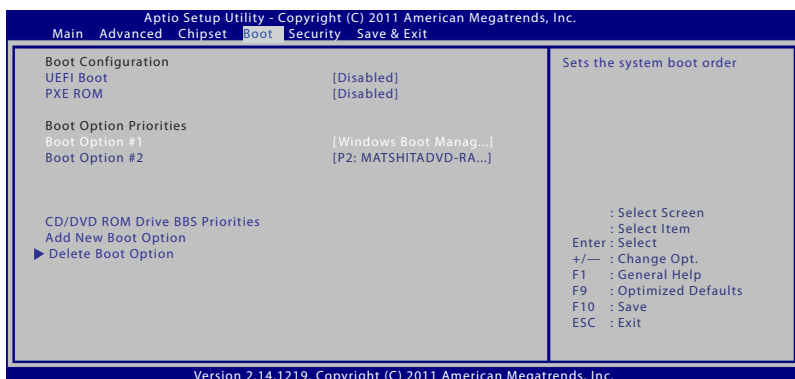 Aptio Setup Utility - Copyright (C) 2011 American Megatrends, Inc.
Main Advanced Chipset Boot Security Save & Exit
Boot Configuration
UEFI Boot [Disabled]
PXE ROM [Disabled]
Boot Option Priorities
Boot Option #1 [Windows Boot Manag...]
Boot Option #2 [P2: MATSHITADVD-RA...]
CD/DVD ROM Drive BBS Priorities
Add New Boot Option
Delete Boot Option
Sets the system boot order
: Select Screen
: Select Item
Enter : Select
+/— : Change Opt.
F1 : General Help
F9 : Optimized Defaults
F10 : Save
ESC : Exit
Version 2.14.1219. Copyright (C) 2011 American Megatrends, Inc.